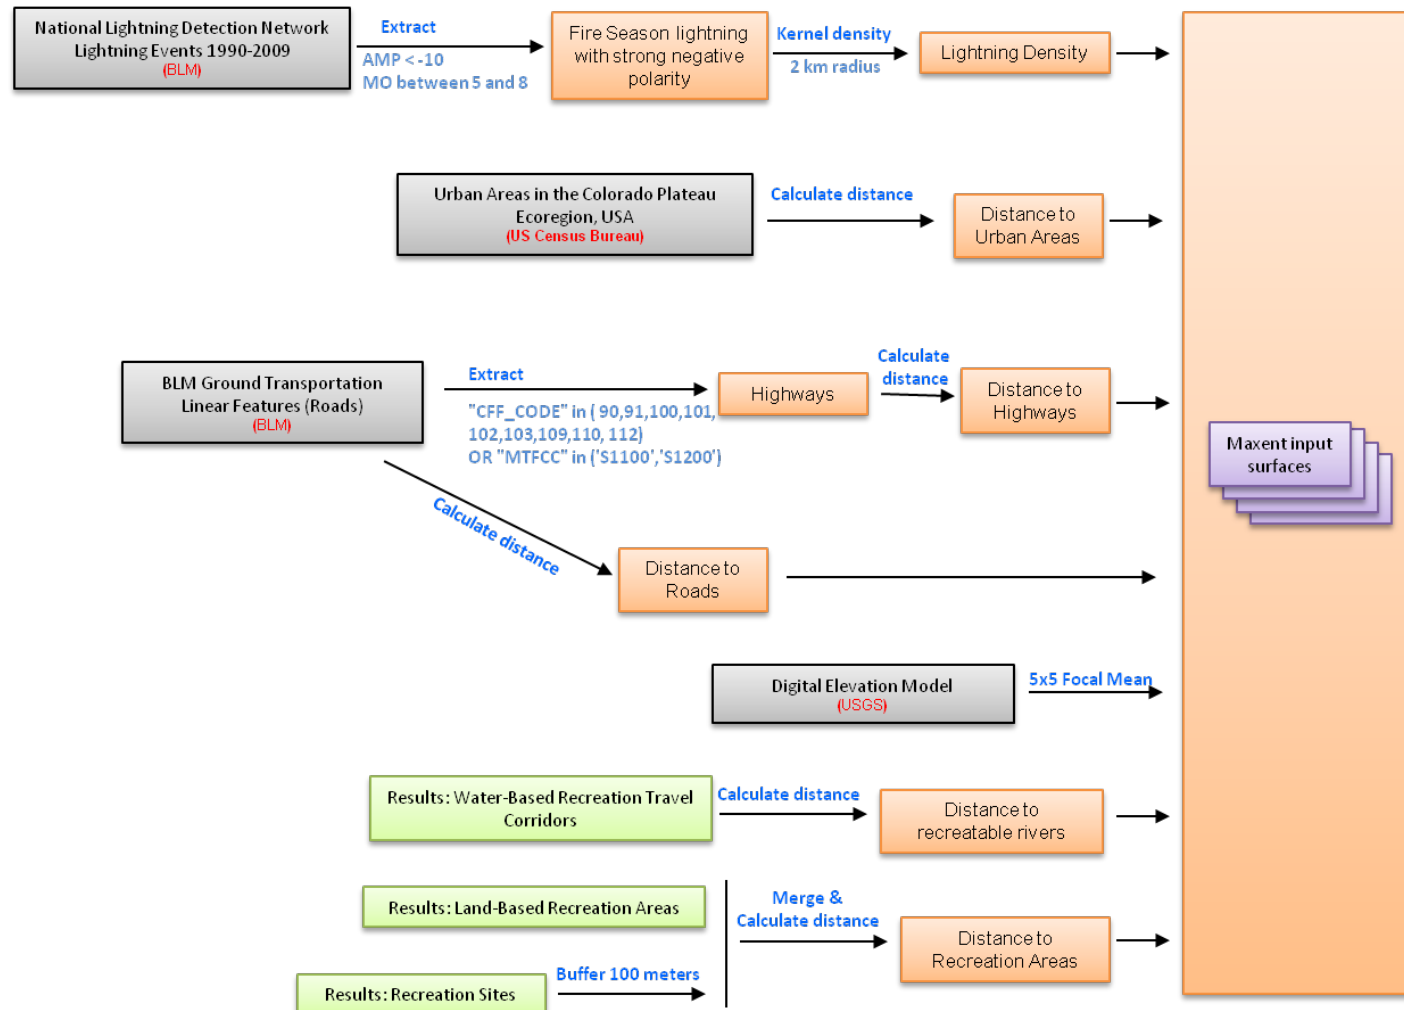 National Lightning Detection Network
Lightning Events 1990-2009
(BLM)
Extract
AMP < -10
MO between 5 and 8
Fire Season lightning
with strong negative
polarity
Kernel density
2 km radius
Lightning Density
Urban Areas in the Colorado Plateau
Ecoregion, USA
(US Census Bureau)
Calculate distance
Distance to
Urban Areas
BLM Ground Transportation
Linear Features (Roads)
(BLM)
Extract
"CFF_CODE" in ( 90,91,100,101,
102,103,109,110, 112)
OR "MTFCC" in ('S1100','S1200')
Highways
Calculate
distance
Distance to
Highways
Maxent input
surfaces
Calculate distance
Distance to
Roads
Digital Elevation Model
(USGS)
5x5 Focal Mean
Results: Water-Based Recreation Travel
Corridors
Calculate distance
Distance to
recreatable rivers
Results: Land-Based Recreation Areas
Merge &
Calculate distance
Distance to
Recreation Areas
Results: Recreation Sites
Buffer 100 meters